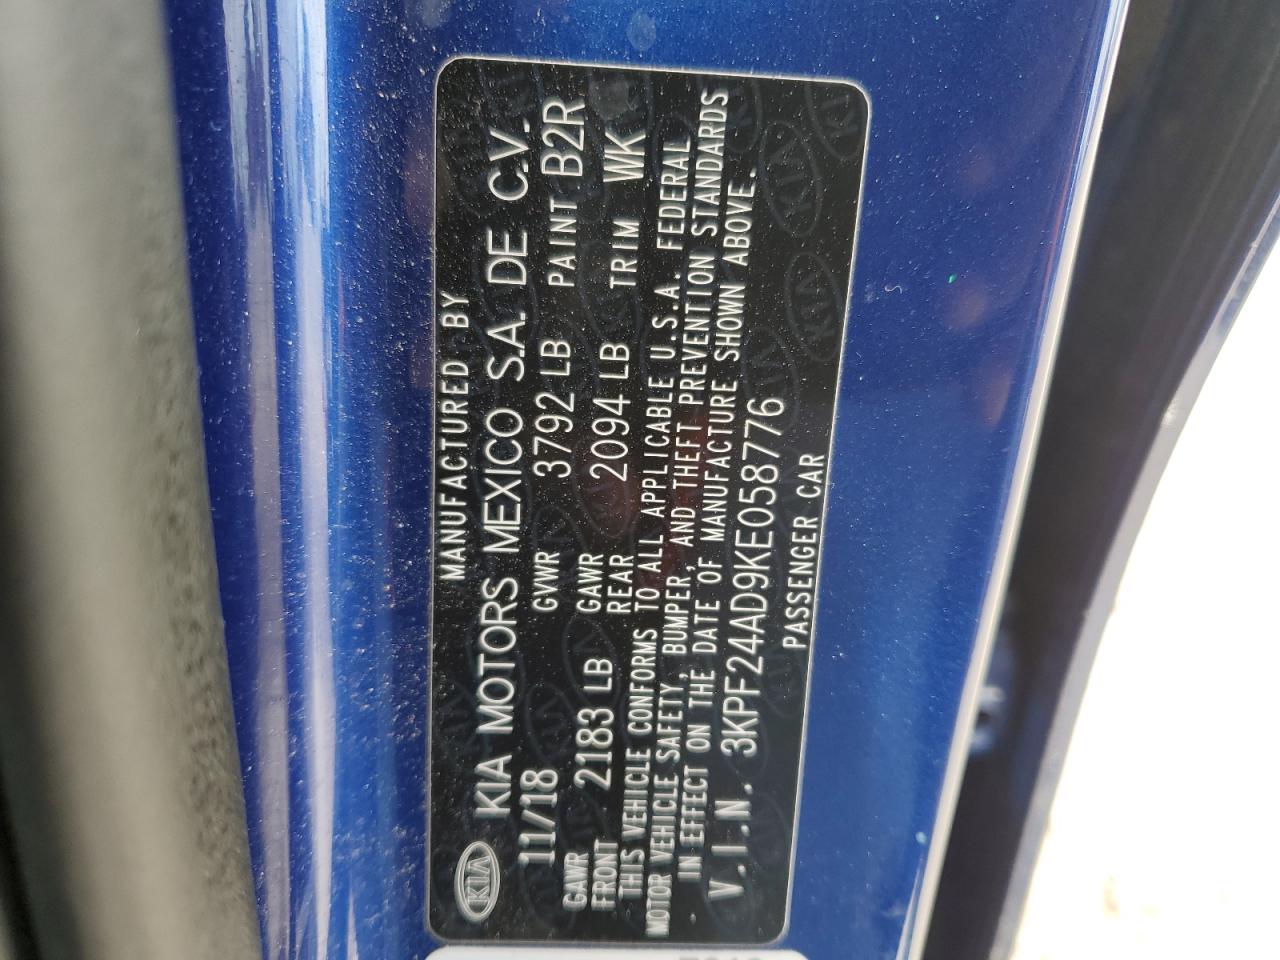 MANUFACTURED BY
KIA KIA MOTORS MEXICO S.A. DE C.V.
11/18 GVWR 3792 LB PAINT B2R
GAWR FRONT 2183 LB GAWR REAR 2094 LB TRIM WK
THIS VEHICLE CONFORMS TO ALL APPLICABLE U.S.A. FEDERAL
MOTOR VEHICLE SAFETY, BUMPER, AND THEFT PREVENTION STANDARDS
IN EFFECT ON THE DATE OF MANUFACTURE SHOWN ABOVE.
V.I.N. 3KPF24AD9KE058776
PASSENGER CAR